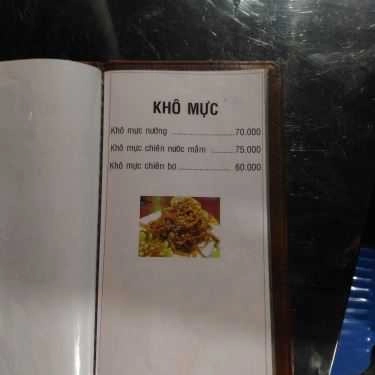 KHÔ MỰC
Khô mực nướng ................ 70.000
Khô mực chiên nước mắm ....... 75.000
Khô mực chiên bơ ............. 60.000